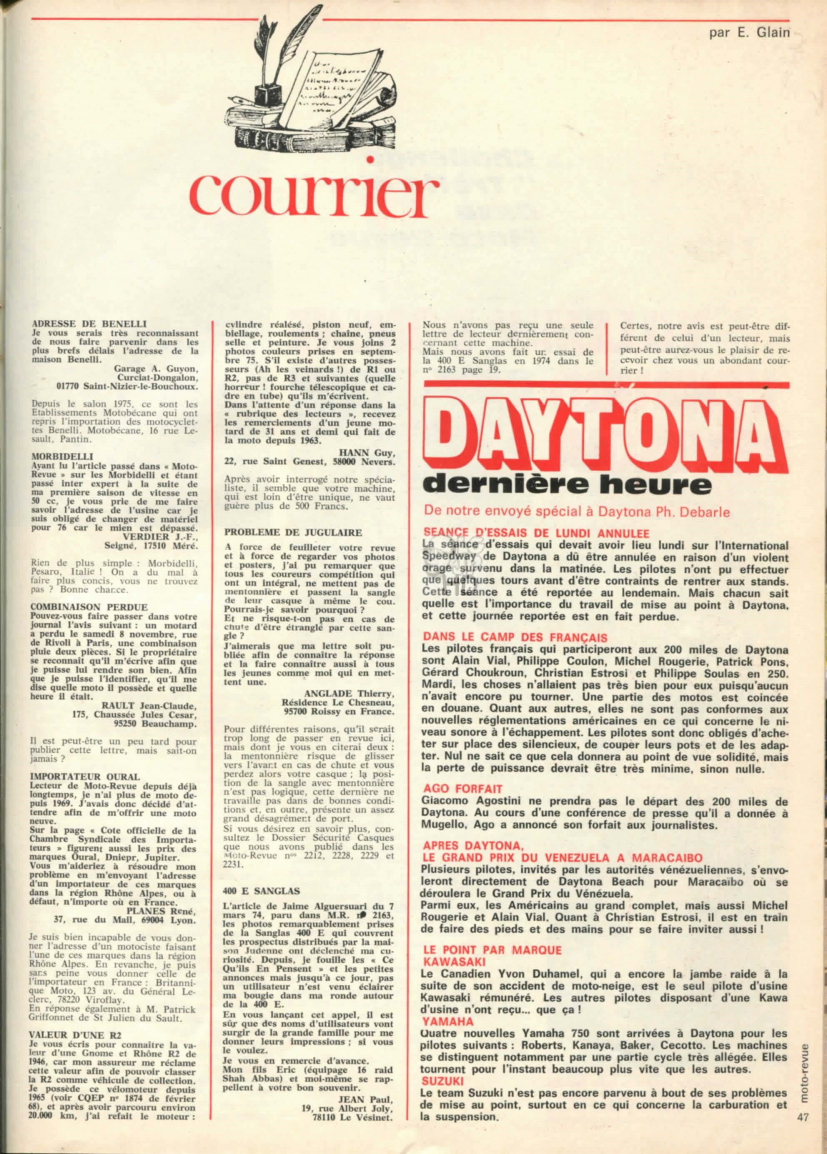 par E. Glain
courrier
ADRESSE DE BENELLI
Je vous serais très reconnaissant
de nous faire parvenir dans les
plus brefs délais l'adresse de la
maison Benelli.
Garage A. Guyon,
Curciat-Dongalon,
01770 Saint-Nizier-le-Bouchoux.
Depuis le salon 1975, ce sont les
Etablissements Motobécane qui ont
repris l'importation des motocyclet-
tes Benelli. Motobécane, 16 rue Le-
sault, Pantin.
MORBIDELLI
Ayant lu l'article passé dans « Moto-
Revue » sur les Morbidelli et étant
passé inter expert à la suite de
ma première saison de vitesse en
50 cc, je vous prie de me faire
savoir l'adresse de l'usine car je
suis obligé de changer de matériel
pour 76 car le mien est dépassé.
VERDIER J.-F.,
Seigné, 17510 Méré.
Rien de plus simple : Morbidelli,
Pesaro, Italie ! On a du mal à
faire plus concis, vous ne trouvez
pas ? Bonne chance.
COMBINAISON PERDUE
Pouvez-vous faire passer dans votre
journal l'avis suivant : un motard
a perdu le samedi 8 novembre, rue
de Rivoli à Paris, une combinaison
pluie deux pièces. Si le propriétaire
se reconnait qu'il m'écrive afin que
je puisse lui rendre son bien. Afin
que je puisse l'identifier, qu'il me
dise quelle moto il possède et quelle
heure il était.
RAULT Jean-Claude,
175, Chaussée Jules Cesar,
95250 Beauchamp.
Il est peut-être un peu tard pour
publier cette lettre, mais sait-on
jamais ?
IMPORTATEUR OURAL
Lecteur de Moto-Revue depuis déjà
longtemps, je n'ai plus de moto de-
puis 1969. J'avais donc décidé d'at-
tendre afin de m'offrir une moto
neuve.
Sur la page « Cote officielle de la
Chambre Syndicale des Importa-
teurs » figurent aussi les prix des
marques Oural, Dniepr, Jupiter.
Vous m'aideriez à résoudre mon
problème en m'envoyant l'adresse
d'un importateur de ces marques
dans la région Rhône Alpes, ou à
défaut, n'importe où en France.
PLANES René,
37, rue du Mail, 69004 Lyon.
Je suis bien incapable de vous don-
ner l'adresse d'un motociste faisant
l'une de ces marques dans la région
Rhône Alpes. En revanche, je puis
sans peine vous donner celle de
l'importateur en France : Britanni-
que Moto, 123 av. du Général Le-
clerc, 78220 Viroflay.
En réponse également à M. Patrick
Griffonnet de St Julien du Sault.
VALEUR D'UNE R2
Je vous écris pour connaître la va-
leur d'une Gnome et Rhône R2 de
1946, car mon assureur me réclame
cette valeur afin de pouvoir classer
la R2 comme véhicule de collection.
Je possède ce vélomoteur depuis
1965 (voir CQEP n° 1874 de février
68), et après avoir parcouru environ
20.000 km, j'ai refait le moteur :
cylindre réalésé, piston neuf, em-
biellage, roulements ; chaîne, pneus
selle et peinture. Je vous joins 2
photos couleurs prises en septem-
bre 75. S'il existe d'autres posses-
seurs (Ah les veinards !) de R1 ou
R2, pas de R3 et suivantes (quelle
horreur ! fourche télescopique et ca-
dre en tube) qu'ils m'écrivent.
Dans l'attente d'un réponse dans la
« rubrique des lecteurs », recevez
les remerciements d'un jeune mo-
tard de 31 ans et demi qui fait de
la moto depuis 1963.
HANN Guy,
22, rue Saint Genest, 58000 Nevers.
Après avoir interrogé notre spécia-
liste, il semble que votre machine,
qui est loin d'être unique, ne vaut
guère plus de 500 Francs.
PROBLEME DE JUGULAIRE
A force de feuilleter votre revue
et à force de regarder vos photos
et posters, j'ai pu remarquer que
tous les coureurs compétition qui
ont un intégral, ne mettent pas de
mentonnière et passent la sangle
de leur casque à même le cou.
Pourrais-je savoir pourquoi ?
Et ne risque-t-on pas en cas de
chute d'être étranglé par cette san-
gle ?
J'aimerais que ma lettre soit pu-
bliée afin de connaitre la réponse
et la faire connaître aussi à tous
les jeunes comme moi qui en met-
tent une.
ANGLADE Thierry,
Résidence Le Chesneau,
95700 Roissy en France.
Pour différentes raisons, qu'il serait
trop long de passer en revue ici,
mais dont je vous en citerai deux :
la mentonnière risque de glisser
vers l'avant en cas de chute et vous
perdez alors votre casque ; la posi-
tion de la sangle avec mentonnière
n'est pas logique, cette dernière ne
travaille pas dans de bonnes condi-
tions et, en outre, présente un assez
grand désagrément de port.
Si vous désirez en savoir plus, con-
sultez le Dossier Sécurité Casques
que nous avons publié dans les
Moto-Revue nos 2212, 2228, 2229 et
2231.
400 E SANGLAS
L'article de Jaime Alguersuari du 7
mars 74, paru dans M.R. n° 2163,
les photos remarquablement prises
de la Sanglas 400 E qui couvrent
les prospectus distribués par la mai-
son Judenne ont déclenché ma cu-
riosité. Depuis, je fouille les « Ce
Qu'ils En Pensent » et les petites
annonces mais jusqu'à ce jour, pas
un utilisateur n'est venu éclairer
ma bougie dans ma ronde autour
de la 400 E.
En vous lançant cet appel, il est
sûr que des noms d'utilisateurs vont
surgir de la grande famille pour me
donner leurs impressions ; si vous
le voulez.
Je vous en remercie d'avance.
Mon fils Eric (équipage 16 raid
Shah Abbas) et moi-même se rap-
pellent à votre bon souvenir.
JEAN Paul,
19, rue Albert Joly,
78110 Le Vésinet.
Nous n'avons pas reçu une seule
lettre de lecteur dernièrement con-
cernant cette machine.
Mais nous avons fait un essai de
la 400 E Sanglas en 1974 dans le
n° 2163 page 19.
Certes, notre avis est peut-être dif-
férent de celui d'un lecteur, mais
peut-être aurez-vous le plaisir de re-
cevoir chez vous un abondant cour-
rier !
DAYTONA
dernière heure
De notre envoyé spécial à Daytona Ph. Debarle
SEANCE D'ESSAIS DE LUNDI ANNULEE
La séance d'essais qui devait avoir lieu lundi sur l'International
Speedway de Daytona a dû être annulée en raison d'un violent
orage survenu dans la matinée. Les pilotes n'ont pu effectuer
que quelques tours avant d'être contraints de rentrer aux stands.
Cette séance a été reportée au lendemain. Mais chacun sait
quelle est l'importance du travail de mise au point à Daytona,
et cette journée reportée est en fait perdue.
DANS LE CAMP DES FRANÇAIS
Les pilotes français qui participeront aux 200 miles de Daytona
sont Alain Vial, Philippe Coulon, Michel Rougerie, Patrick Pons,
Gérard Choukroun, Christian Estrosi et Philippe Soulas en 250.
Mardi, les choses n'allaient pas très bien pour eux puisqu'aucun
n'avait encore pu tourner. Une partie des motos est coincée
en douane. Quant aux autres, elles ne sont pas conformes aux
nouvelles réglementations américaines en ce qui concerne le ni-
veau sonore à l'échappement. Les pilotes sont donc obligés d'ache-
ter sur place des silencieux, de couper leurs pots et de les adap-
ter. Nul ne sait ce que cela donnera au point de vue solidité, mais
la perte de puissance devrait être très minime, sinon nulle.
AGO FORFAIT
Giacomo Agostini ne prendra pas le départ des 200 miles de
Daytona. Au cours d'une conférence de presse qu'il a donnée à
Mugello, Ago a annoncé son forfait aux journalistes.
APRES DAYTONA,
LE GRAND PRIX DU VENEZUELA A MARACAIBO
Plusieurs pilotes, invités par les autorités vénézueliennes, s'envo-
leront directement de Daytona Beach pour Maracaïbo où se
déroulera le Grand Prix du Vénézula.
Parmi eux, les Américains au grand complet, mais aussi Michel
Rougerie et Alain Vial. Quant à Christian Estrosi, il est en train
de faire des pieds et des mains pour se faire inviter aussi !
LE POINT PAR MARQUE
KAWASAKI
Le Canadien Yvon Duhamel, qui a encore la jambe raide à la
suite de son accident de moto-neige, est le seul pilote d'usine
Kawasaki rémunéré. Les autres pilotes disposant d'une Kawa
d'usine n'ont reçu... que ça !
YAMAHA
Quatre nouvelles Yamaha 750 sont arrivées à Daytona pour les
pilotes suivants : Roberts, Kanaya, Baker, Cecotto. Les machines
se distinguent notamment par une partie cycle très allégée. Elles
tournent pour l'instant beaucoup plus vite que les autres.
SUZUKI
Le team Suzuki n'est pas encore parvenu à bout de ses problèmes
de mise au point, surtout en ce qui concerne la carburation et
la suspension.
moto-revue
47